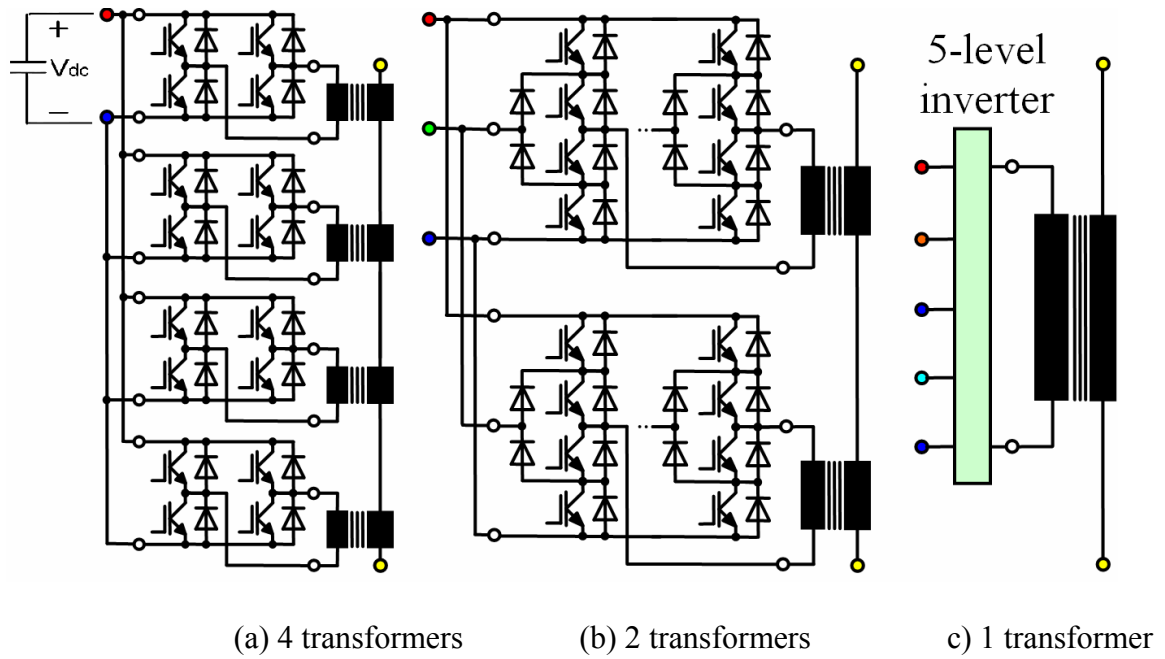 +
Vdc
−
5-level
inverter
(a) 4 transformers
(b) 2 transformers
c) 1 transformer